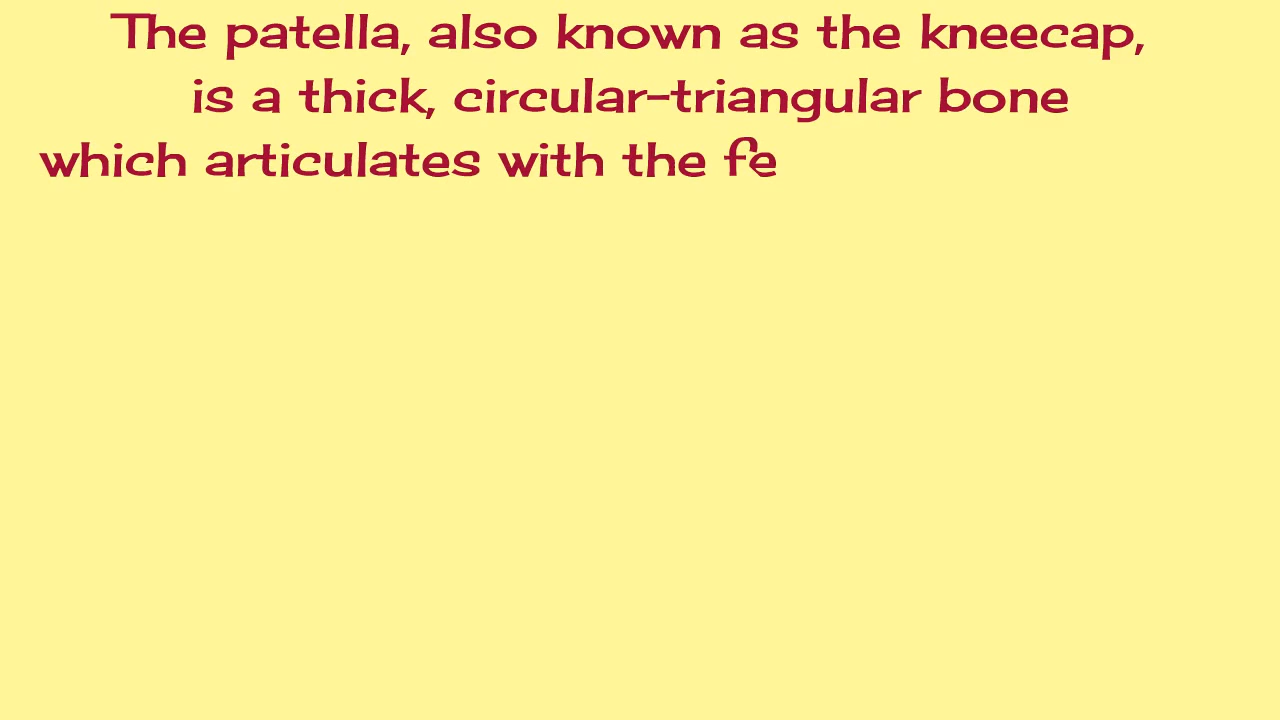 The patella, also known as the kneecap,
is a thick, circular-triangular bone
which articulates with the fe